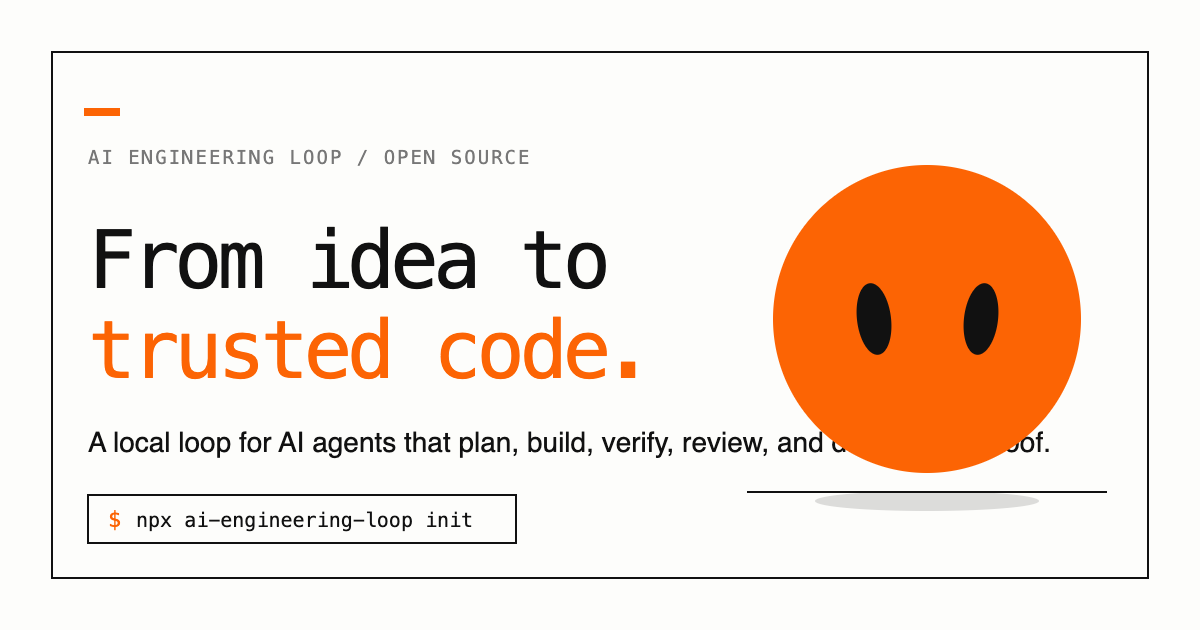 AI ENGINEERING LOOP / OPEN SOURCE
From idea to
trusted code.
A local loop for AI agents that plan, build, verify, review, and
$ npx ai-engineering-loop init